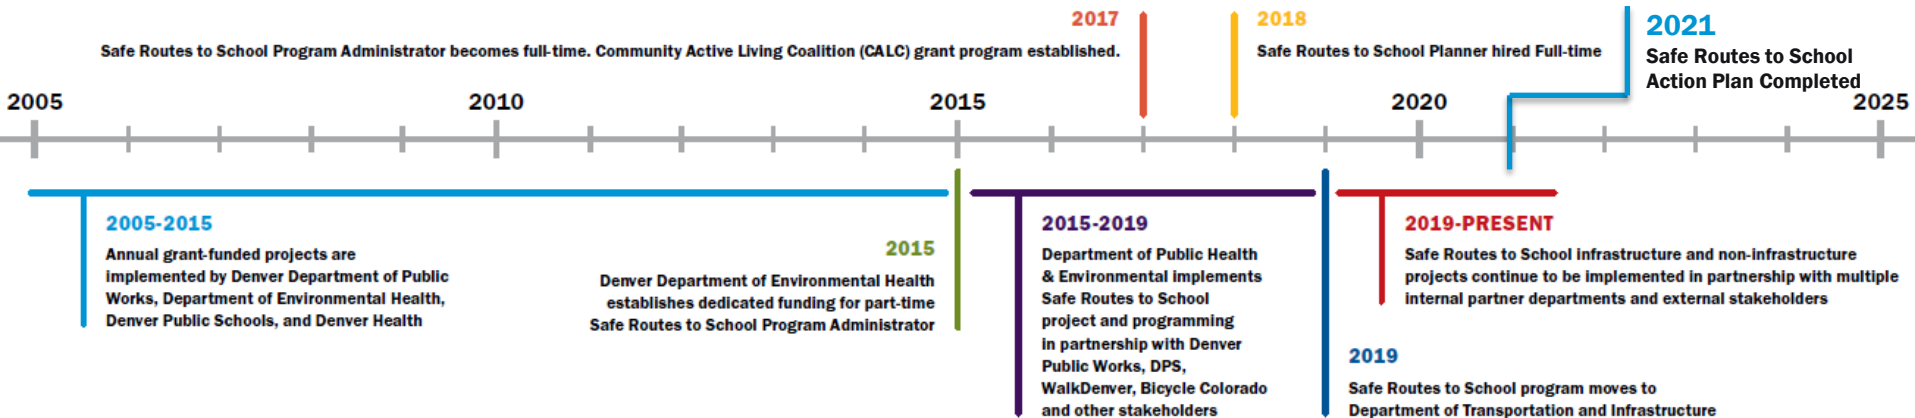 2017
Safe Routes to School Program Administrator becomes full-time. Community Active Living Coalition (CALC) grant program established.
2018
Safe Routes to School Planner hired Full-time
2021
Safe Routes to School
Action Plan Completed
2005
2010
2015
2020
2025
2005-2015
Annual grant-funded projects are
implemented by Denver Department of Public
Works, Department of Environmental Health,
Denver Public Schools, and Denver Health
2015
Denver Department of Environmental Health
establishes dedicated funding for part-time
Safe Routes to School Program Administrator
2015-2019
Department of Public Health
& Environmental implements
Safe Routes to School
project and programming
in partnership with Denver
Public Works, DPS,
WalkDenver, Bicycle Colorado
and other stakeholders
2019-PRESENT
Safe Routes to School infrastructure and non-infrastructure
projects continue to be implemented in partnership with multiple
internal partner departments and external stakeholders
2019
Safe Routes to School program moves to
Department of Transportation and Infrastructure